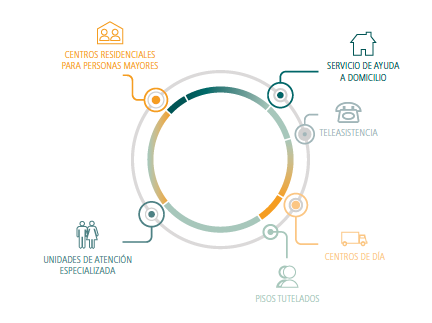 CENTROS RESIDENCIALES
PARA PERSONAS MAYORES
SERVICIO DE AYUDA
A DOMICILIO
TELEASISTENCIA
CENTROS DE DÍA
PISOS TUTELADOS
UNIDADES DE ATENCIÓN
ESPECIALIZADA